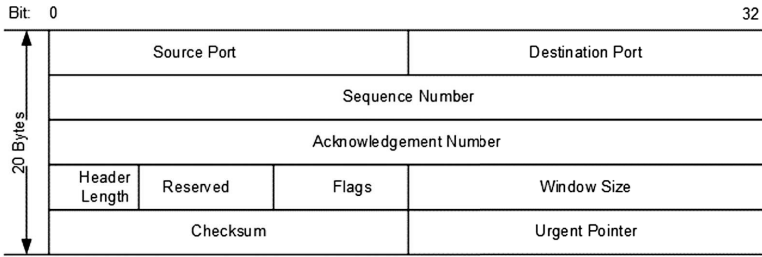 Bit: 0 32
Source Port Destination Port
Sequence Number
Acknowledgement Number
Header Length Reserved Flags Window Size
Checksum Urgent Pointer
20 Bytes